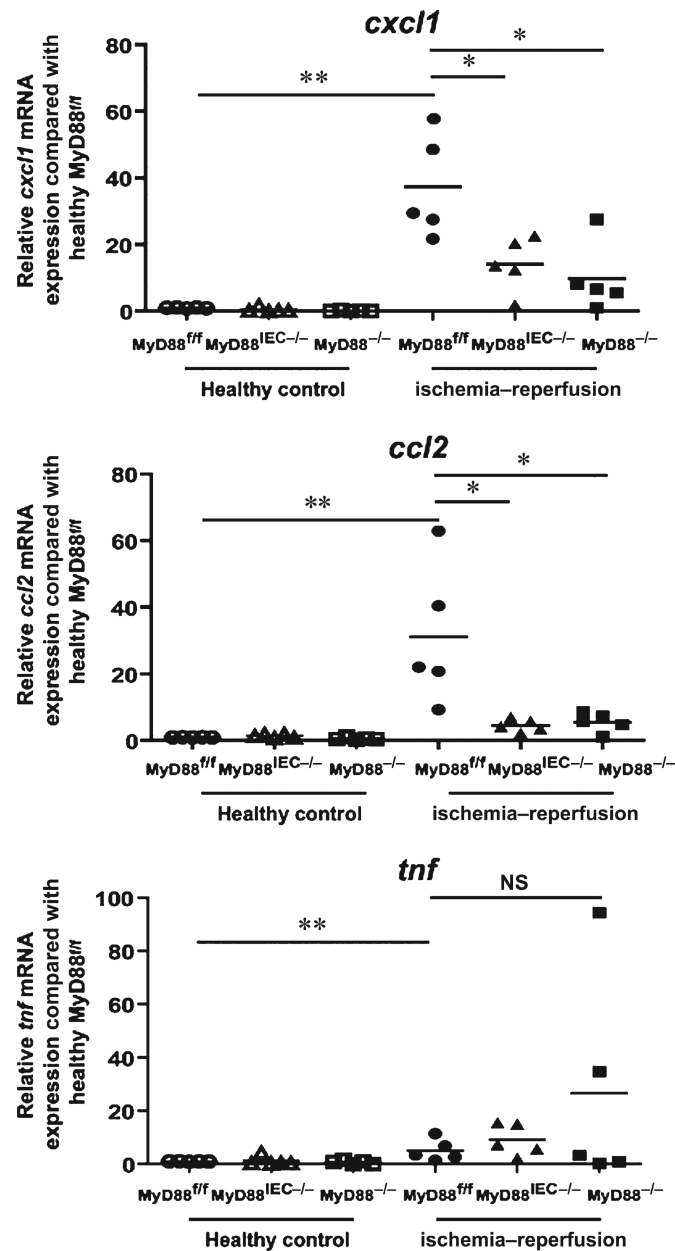 cxcl1
Relative cxcl1 mRNA
expression compared with
healthy MyD88f/f
80
60
40
20
0
**
*
*
MyD88f/f MyD88IEC–/– MyD88–/– MyD88f/f MyD88IEC–/– MyD88–/–
Healthy control ischemia–reperfusion
ccl2
Relative ccl2 mRNA
expression compared with
healthy MyD88f/f
80
60
40
20
0
**
*
*
MyD88f/f MyD88IEC–/– MyD88–/– MyD88f/f MyD88IEC–/– MyD88–/–
Healthy control ischemia–reperfusion
tnf
Relative tnf mRNA
expression compared with
healthy MyD88f/f
100
80
60
40
20
0
**
NS
MyD88f/f MyD88IEC–/– MyD88–/– MyD88f/f MyD88IEC–/– MyD88–/–
Healthy control ischemia–reperfusion